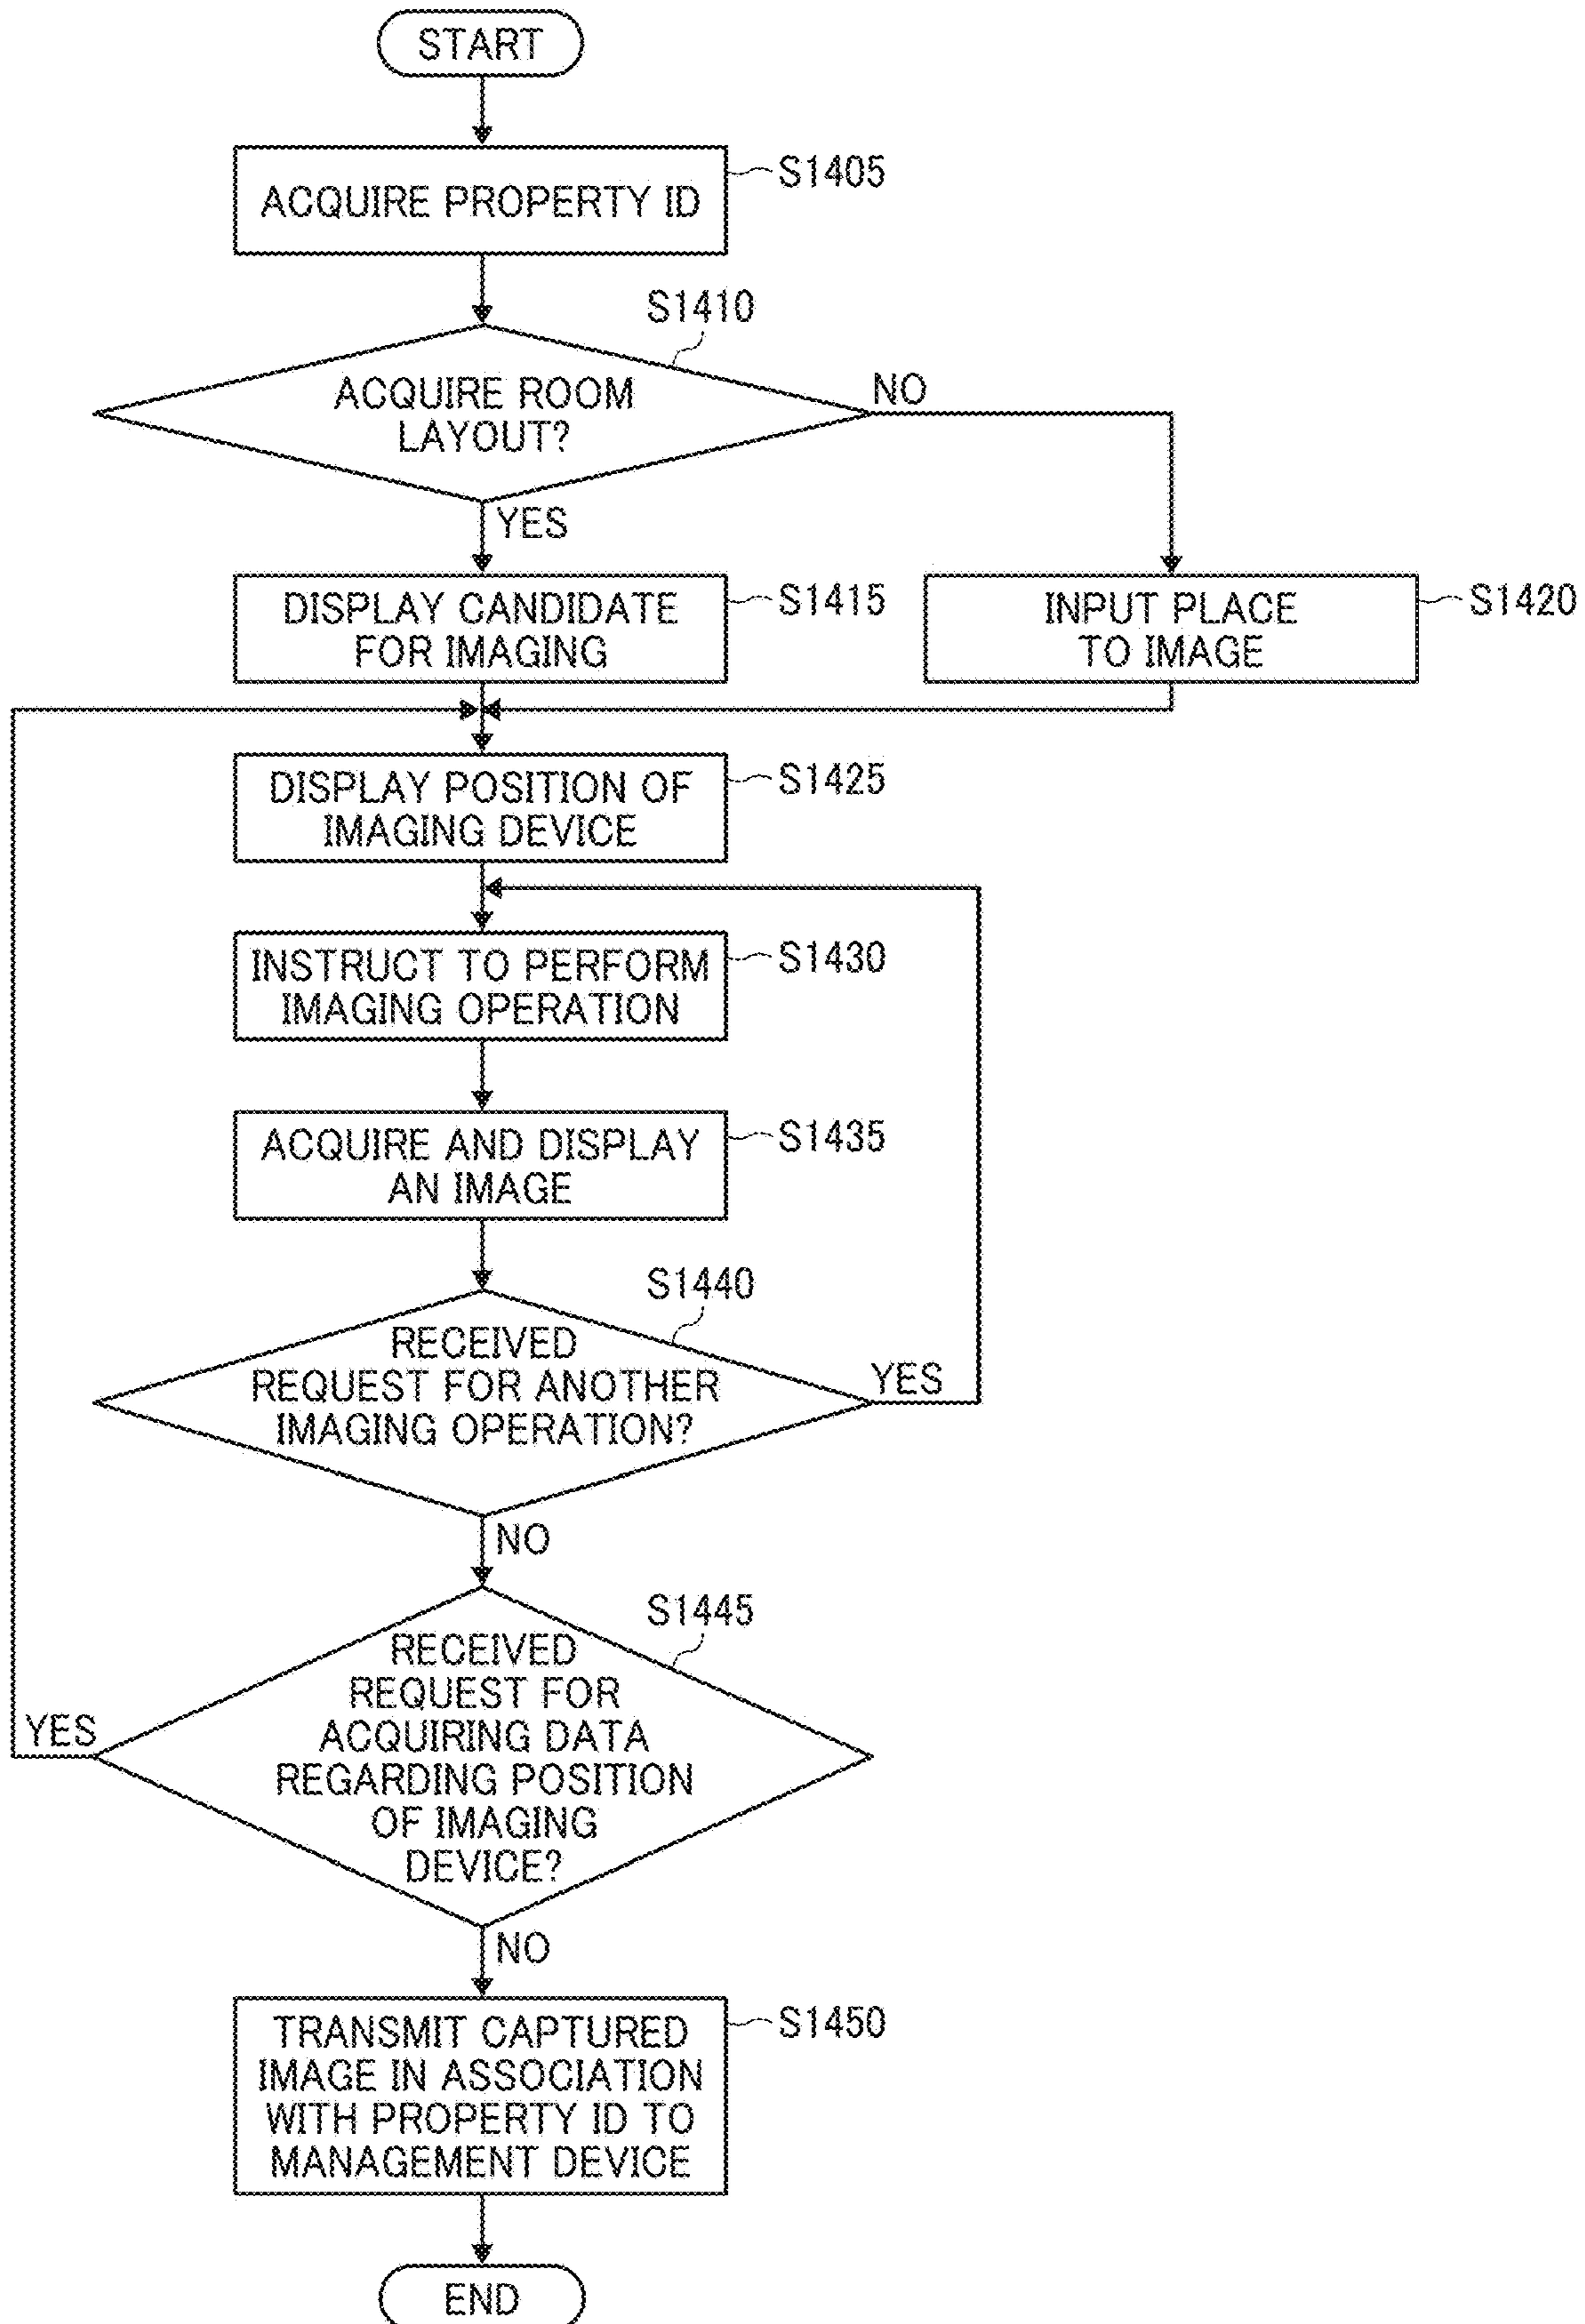 START
ACQUIRE PROPERTY ID
S1405
S1410
ACQUIRE ROOM
LAYOUT?
NO
YES
DISPLAY CANDIDATE
FOR IMAGING
S1415
INPUT PLACE
TO IMAGE
S1420
DISPLAY POSITION OF
IMAGING DEVICE
S1425
INSTRUCT TO PERFORM
IMAGING OPERATION
S1430
ACQUIRE AND DISPLAY
AN IMAGE
S1435
S1440
RECEIVED
REQUEST FOR ANOTHER
IMAGING OPERATION?
YES
NO
S1445
RECEIVED
REQUEST FOR
ACQUIRING DATA
REGARDING POSITION
OF IMAGING
DEVICE?
YES
NO
TRANSMIT CAPTURED
IMAGE IN ASSOCIATION
WITH PROPERTY ID TO
MANAGEMENT DEVICE
S1450
END